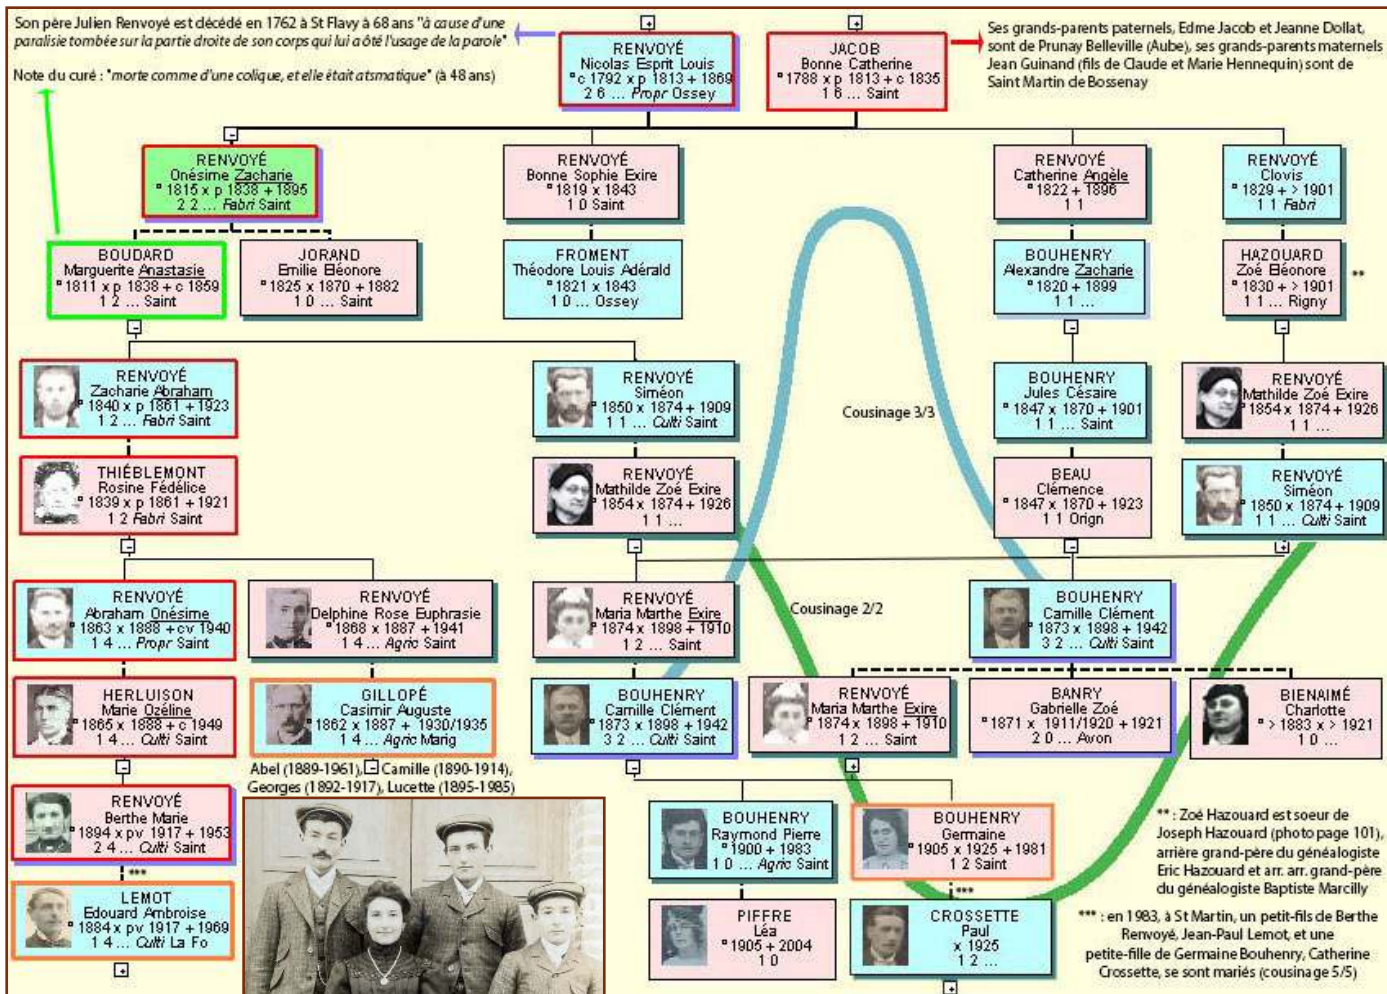 Son père Julien Renvoyé est décédé en 1762 à St Flavy à 68 ans "à cause d'une
paralisie tombée sur la partie droite de son corps qui lui a ôté l'usage de la parole"
Note du curé : "morte comme d'une colique, et elle était atsmatique" (à 48 ans)
RENVOYÉ
Nicolas Esprit Louis
° c 1792 x p 1813 + 1869
2 6 ... Propr Ossey
JACOB
Bonne Catherine
° 1788 x p 1813 + c 1835
1 6 ... Saint
Ses grands-parents paternels, Edme Jacob et Jeanne Dollat,
sont de Prunay Belleville (Aube), ses grands-parents maternels
Jean Guinand (fils de Claude et Marie Hennequin) sont de
Saint Martin de Bossenay
RENVOYÉ
Onésime Zacharie
° 1815 x p 1838 + 1895
2 2 ... Fabri Saint
RENVOYÉ
Bonne Sophie Exire
° 1819 x 1843
1 0 Saint
RENVOYÉ
Catherine Angèle
° 1822 + 1896
1 1
RENVOYÉ
Clovis
° 1829 + > 1901
1 1 Fabri
BOUDARD
Marguerite Anastasie
° 1811 x p 1838 + c 1859
1 2 ... Saint
JORAND
Emilie Eléonore
° 1825 x 1870 + 1882
1 0 ... Saint
FROMENT
Théodore Louis Adérald
° 1821 x 1843
1 0 ... Ossey
BOUHENRY
Alexandre Zacharie
° 1820 + 1899
1 1 ...
HAZOUARD
Zoé Eléonore
° 1830 + > 1901
1 1 ... Rigny
**
RENVOYÉ
Zacharie Abraham
° 1840 x p 1861 + 1923
1 2 ... Fabri Saint
RENVOYÉ
Siméon
° 1850 x 1874 + 1909
1 1 ... Culti Saint
Cousinage 3/3
BOUHENRY
Jules Césaire
° 1847 x 1870 + 1901
1 1 ... Saint
RENVOYÉ
Mathilde Zoé Exire
° 1854 x 1874 + 1926
1 1 ...
THIÉBLEMONT
Rosine Fédélice
° 1839 x p 1861 + 1921
1 2 Fabri Saint
RENVOYÉ
Mathilde Zoé Exire
° 1854 x 1874 + 1926
1 1 ...
BEAU
Clémence
° 1847 x 1870 + 1923
1 1 Orign
RENVOYÉ
Siméon
° 1850 x 1874 + 1909
1 1 ... Culti Saint
RENVOYÉ
Abraham Onésime
° 1863 x 1888 + cv 1940
1 4 ... Propr Saint
RENVOYÉ
Delphine Rose Euphrasie
° 1868 x 1887 + 1941
1 4 ... Agric Saint
RENVOYÉ
Maria Marthe Exire
° 1874 x 1898 + 1910
1 2 ... Saint
Cousinage 2/2
BOUHENRY
Camille Clément
° 1873 x 1898 + 1942
3 2 ... Culti Saint
HERLUISON
Marie Ozéline
° 1865 x 1888 + c 1949
1 4 ... Culti Saint
GILLOPÉ
Casimir Auguste
° 1862 x 1887 + 1930/1935
1 4 ... Agric Marig
BOUHENRY
Camille Clément
° 1873 x 1898 + 1942
3 2 ... Culti Saint
RENVOYÉ
Maria Marthe Exire
° 1874 x 1898 + 1910
1 2 ... Saint
BANRY
Gabrielle Zoé
° 1871 x 1911/1920 + 1921
2 0 ... Avon
BIENAIMÉ
Charlotte
° > 1883 x > 1921
1 0 ...
Abel (1889-1961), Camille (1890-1914),
Georges (1892-1917), Lucette (1895-1985)
RENVOYÉ
Berthe Marie
° 1894 x pv 1917 + 1953
2 4 ... Culti Saint
***
LEMOT
Edouard Ambroise
° 1884 x pv 1917 + 1969
1 4 ... Culti La Fo
BOUHENRY
Raymond Pierre
° 1900 + 1983
1 0 ... Agric Saint
BOUHENRY
Germaine
° 1905 x 1925 + 1981
1 2 Saint
***
PIFFRE
Léa
° 1905 + 2004
1 0
CROSSETTE
Paul
x 1925
1 2 ...
** : Zoé Hazouard est soeur de
Joseph Hazouard (photo page 101),
arrière grand-père du généalogiste
Eric Hazouard et arr. arr. grand-père
du généalogiste Baptiste Marcilly
*** : en 1983, à St Martin, un petit-fils de Berthe
Renvoyé, Jean-Paul Lemot, et une
petite-fille de Germaine Bouhenry, Catherine
Crossette, se sont mariés (cousinage 5/5)